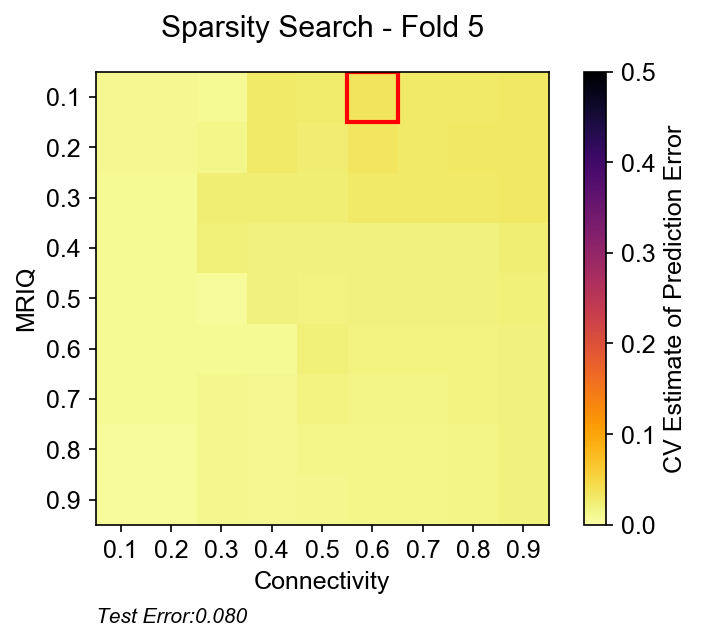 Sparsity Search - Fold 5
0.1
0.2
0.3
0.4
0.5
0.6
0.7
0.8
0.9
MRIQ
0.1 0.2 0.3 0.4 0.5 0.6 0.7 0.8 0.9
Connectivity
Test Error:0.080
0.5
0.4
0.3
0.2
0.1
0.0
CV Estimate of Prediction Error